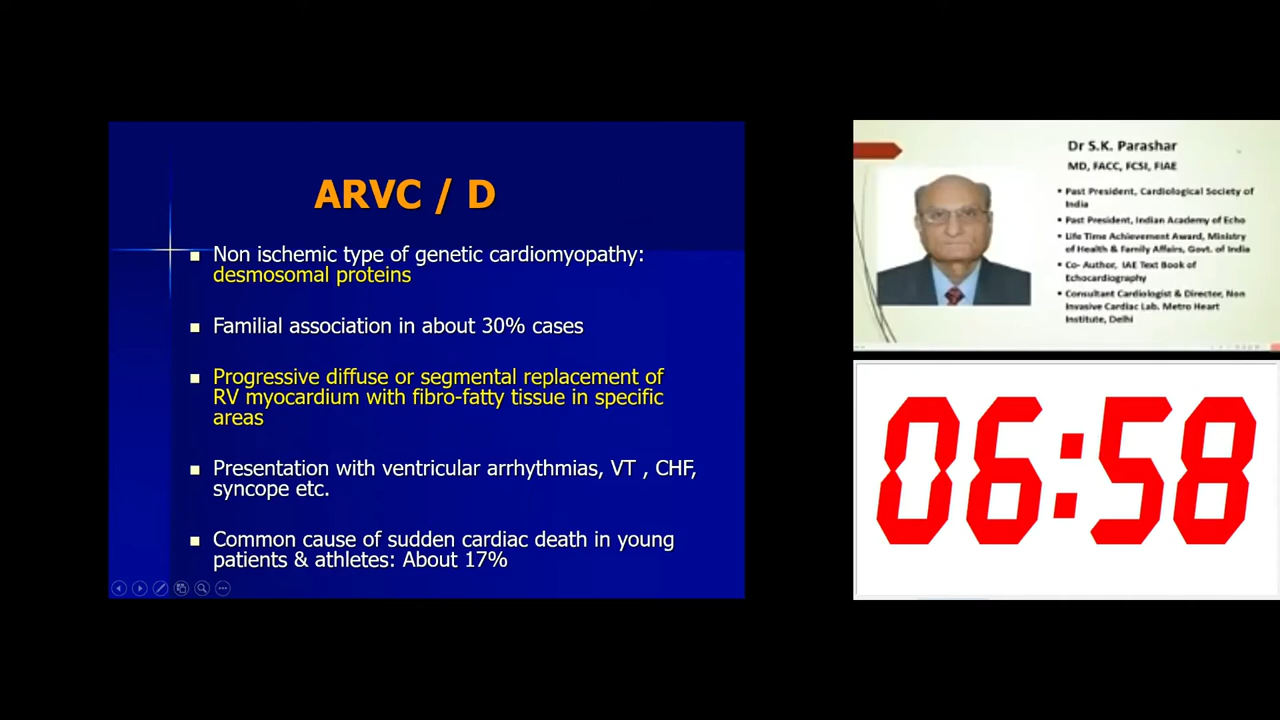 ARVC / D
Non ischemic type of genetic cardiomyopathy:
desmosomal proteins
Familial association in about 30% cases
Progressive diffuse or segmental replacement of
RV myocardium with fibro-fatty tissue in specific
areas
Presentation with ventricular arrhythmias, VT , CHF,
syncope etc.
Common cause of sudden cardiac death in young
patients & athletes: About 17%
Dr S.K. Parashar
MD, FACC, FCSI, FIAE
Past President, Cardiological Society of
India
Past President, Indian Academy of Echo
Life Time Achievement Award, Ministry
of Health & Family Affairs, Govt. of India
Co- Author, IAE Text Book of
Echocardiography
Consultant Cardiologist & Director, Non
Invasive Cardiac Lab. Metro Heart
Institute, Delhi
06:58